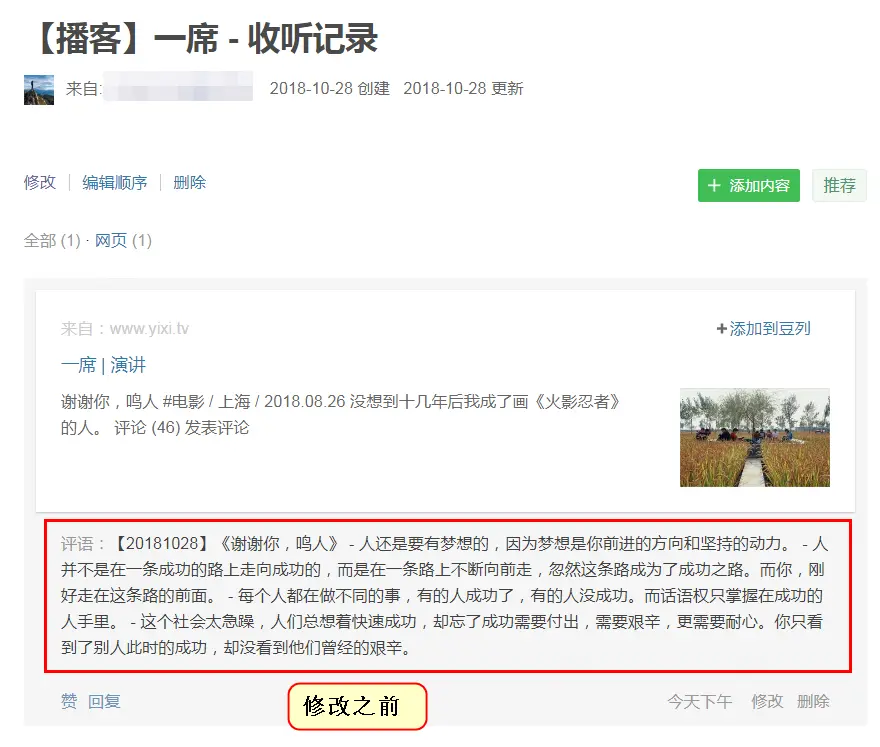 【播客】一席 - 收听记录
来自:
2018-10-28 创建 2018-10-28 更新
修改 编辑顺序 删除
+ 添加内容 推荐
全部 (1) · 网页 (1)
来自：www.yixi.tv
+添加到豆列
一席 | 演讲
谢谢你，鸣人 #电影 / 上海 / 2018.08.26 没想到十几年后我成了画《火影忍者》
的人。 评论 (46) 发表评论
评语：【20181028】《谢谢你，鸣人》 - 人还是要有梦想的，因为梦想是你前进的方向和坚持的动力。 - 人
并不是在一条成功的路上走向成功的，而是在一条路上不断向前走，忽然这条路成为了成功之路。而你，刚
好走在这条路的前面。 - 每个人都在做不同的事，有的人成功了，有的人没成功。而话语权只掌握在成功的
人手里。 - 这个社会太急躁，人们总想着快速成功，却忘了成功需要付出，需要艰辛，更需要耐心。你只看
到了别人此时的成功，却没看到他们曾经的艰辛。
赞 回复
修改之前
今天下午 修改 删除